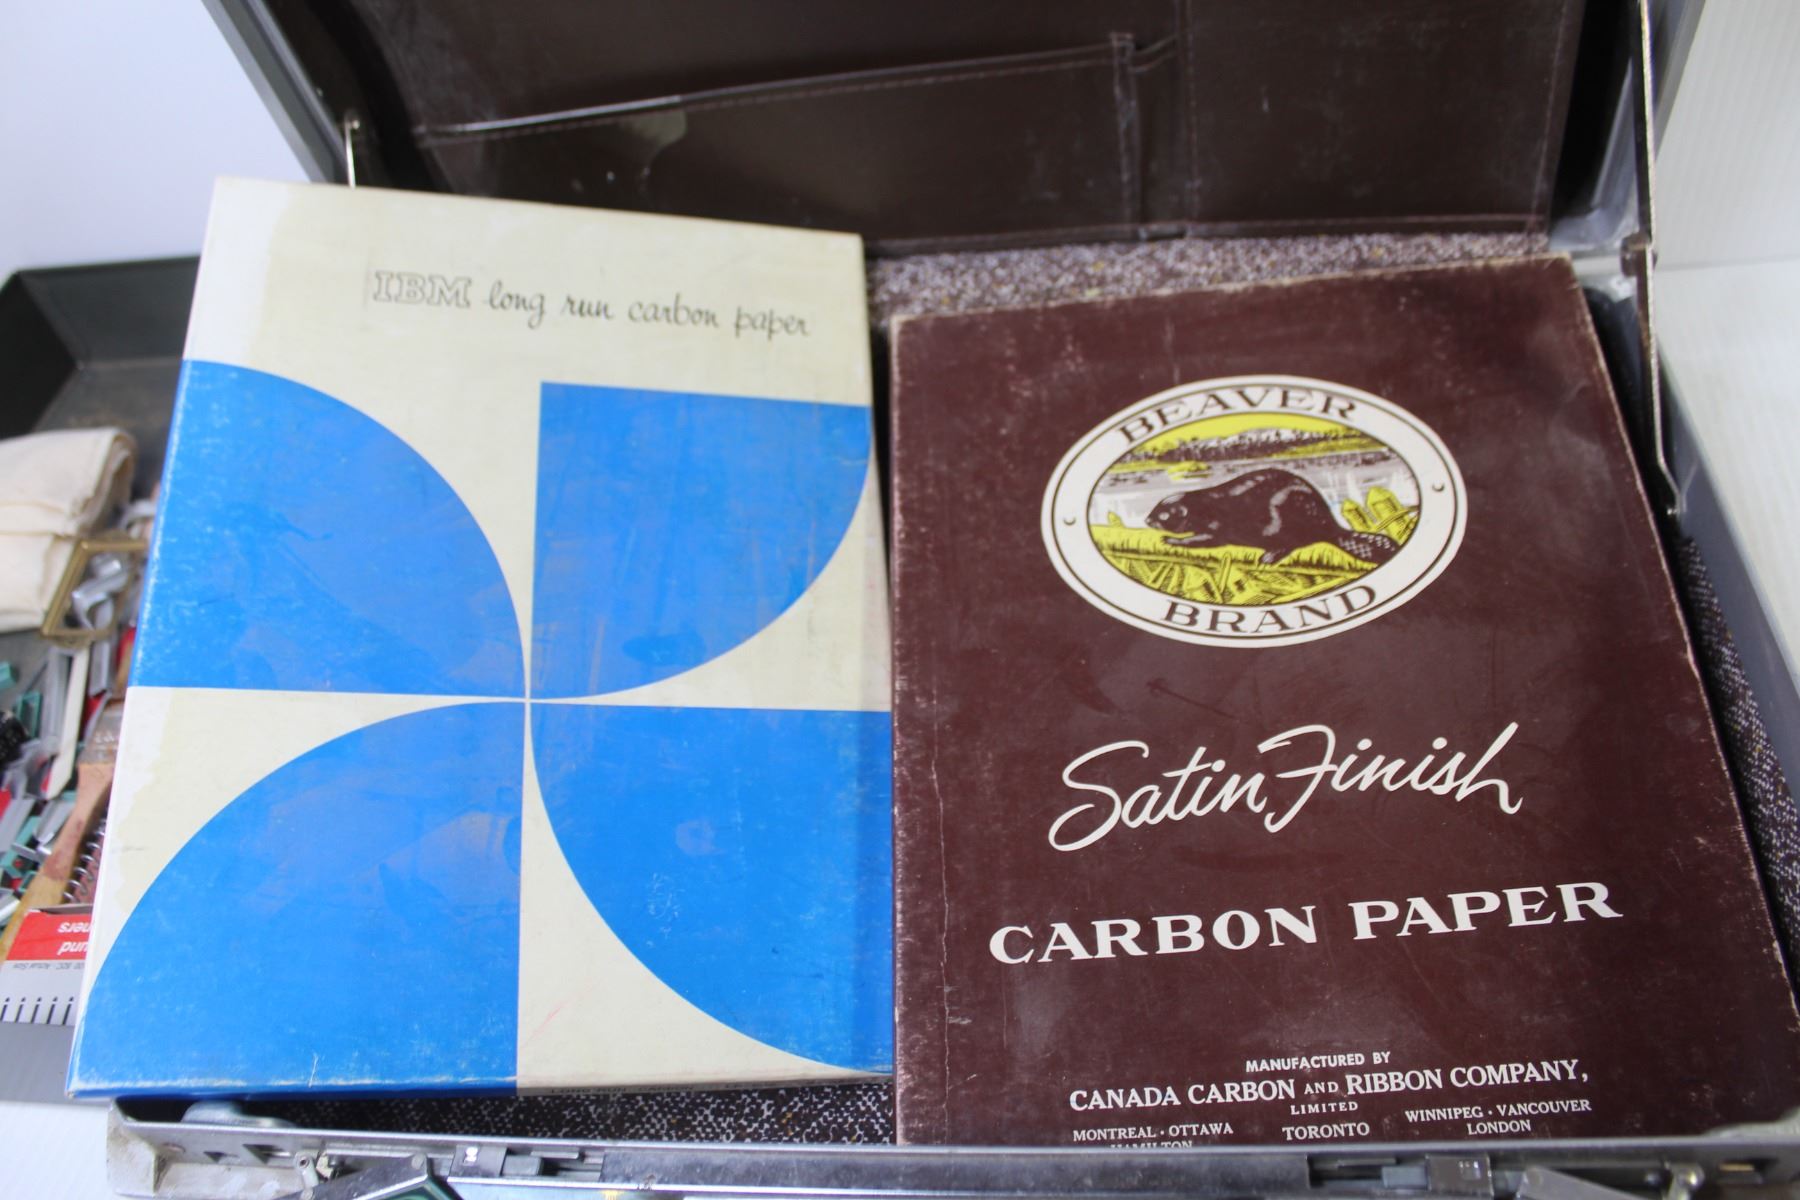 IBM long run carbon paper
BEAVER
BRAND
Satin Finish
CARBON PAPER
MANUFACTURED BY
CANADA CARBON AND RIBBON COMPANY,
LIMITED
MONTREAL · OTTAWA
HAMILTON
TORONTO
WINNIPEG · VANCOUVER
LONDON